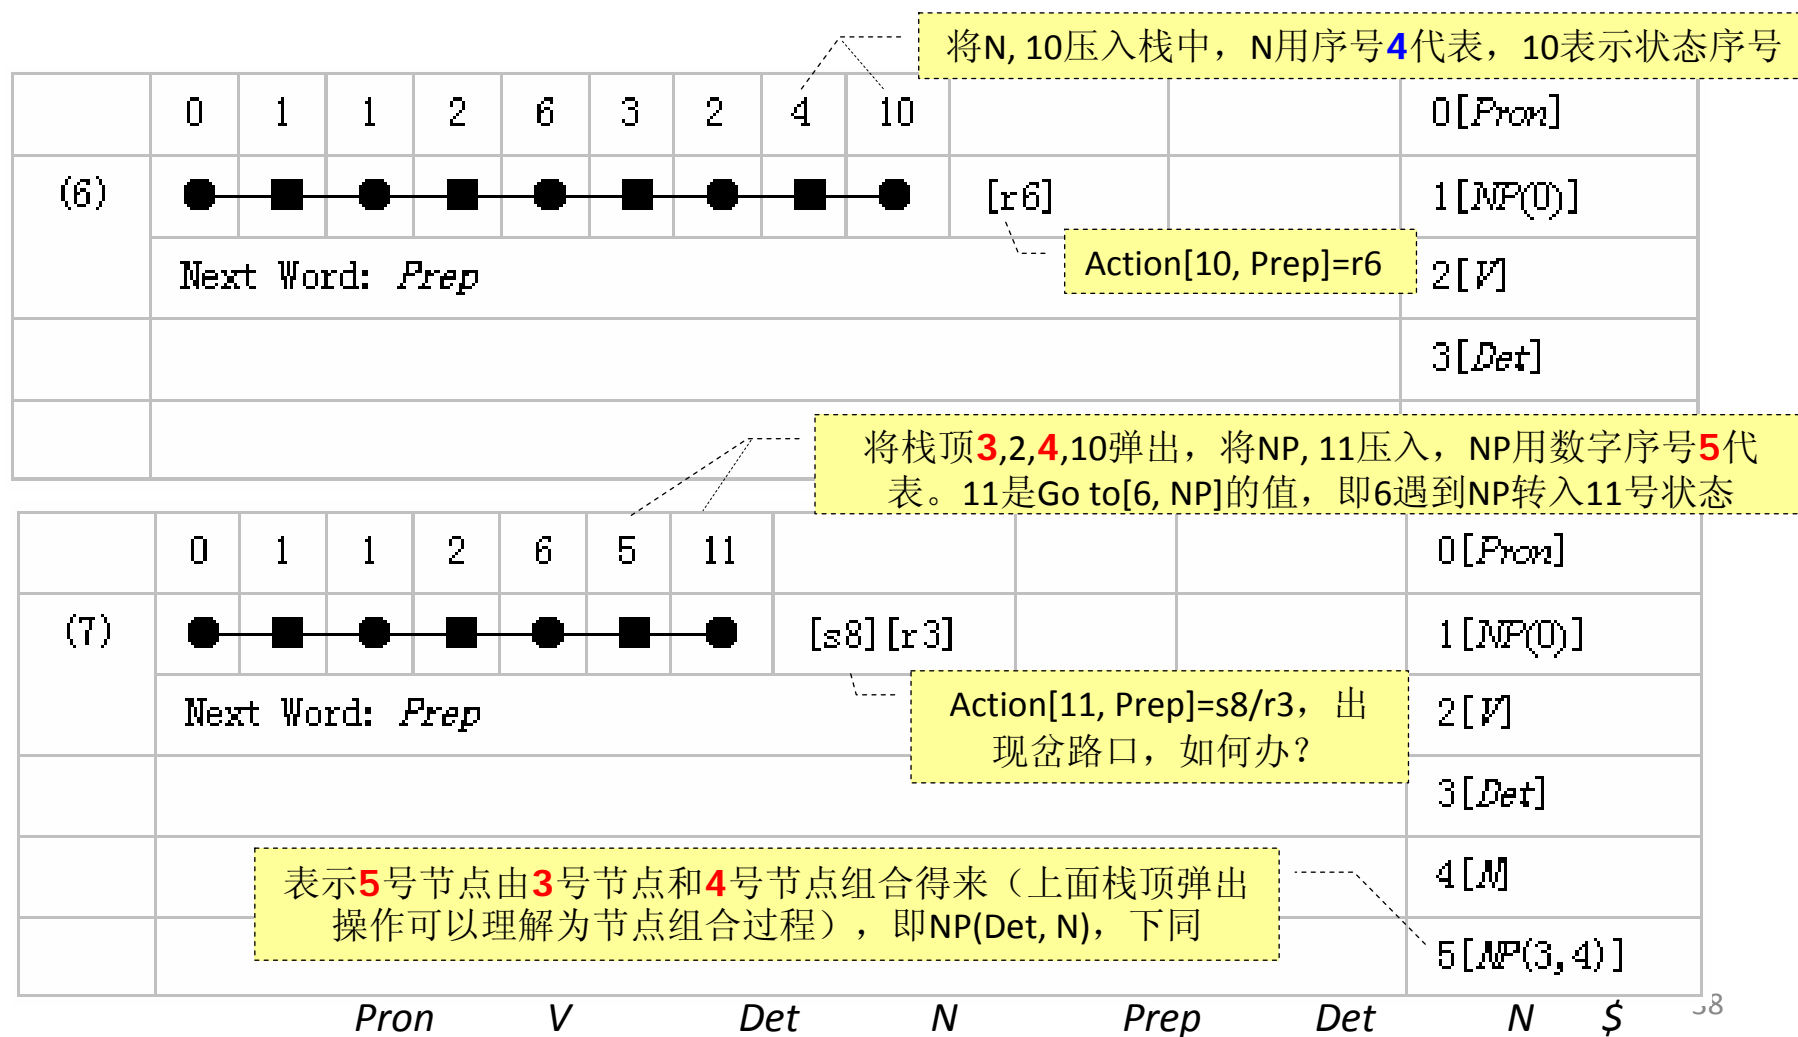 将N, 10压入栈中，N用序号4代表，10表示状态序号
0 1 1 2 6 3 2 4 10 0[Pron]
(6) [r6] 1[NP(0)]
Action[10, Prep]=r6
Next Word: Prep 2[V]
3[Det]
将栈顶3,2,4,10弹出，将NP, 11压入，NP用数字序号5代
表。11是Go to[6, NP]的值，即6遇到NP转入11号状态
0 1 1 2 6 5 11 0[Pron]
(7) [s8][r3] 1[NP(0)]
Action[11, Prep]=s8/r3，出
现岔路口，如何办？
Next Word: Prep 2[V]
3[Det]
4[N]
表示5号节点由3号节点和4号节点组合得来（上面栈顶弹出
操作可以理解为节点组合过程），即NP(Det, N)，下同
5[NP(3,4)]
Pron V Det N Prep Det N $